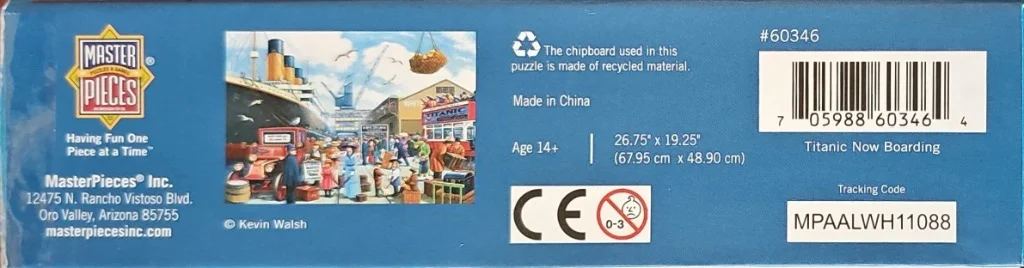 MASTER
PUZZLES & GAMES
PIECES
®
Having Fun One
Piece at a Time™
MasterPieces® Inc.
12475 N. Rancho Vistoso Blvd.
Oro Valley, Arizona 85755
masterpiecesinc.com
TITANIC
© Kevin Walsh
The chipboard used in this
puzzle is made of recycled material.
Made in China
Age 14+
26.75" x 19.25"
(67.95 cm x 48.90 cm)
CE
0-3
#60346
7 05988 60346 4
Titanic Now Boarding
Tracking Code
MPAALWH11088